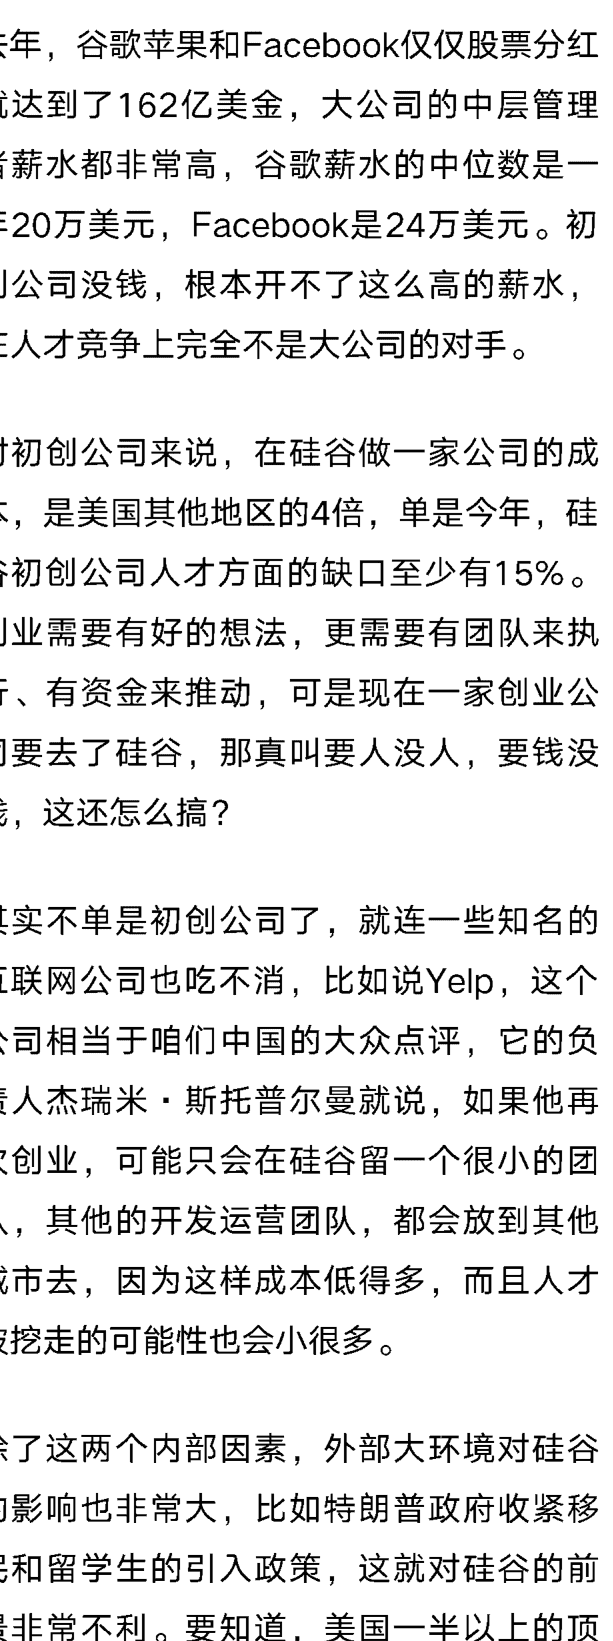 去年，谷歌苹果和Facebook仅仅股票分红
就达到了162亿美金，大公司的中层管理
者薪水都非常高，谷歌薪水的中位数是一
年20万美元，Facebook是24万美元。初
创公司没钱，根本开不了这么高的薪水，
在人才竞争上完全不是大公司的对手。
对初创公司来说，在硅谷做一家公司的成
本，是美国其他地区的4倍，单是今年，硅
谷初创公司人才方面的缺口至少有15%。
创业需要有好的想法，更需要有团队来执
行、有资金来推动，可是现在一家创业公
司要去了硅谷，那真叫要人没人，要钱没
钱，这还怎么搞？
其实不单是初创公司了，就连一些知名的
互联网公司也吃不消，比如说Yelp，这个
公司相当于咱们中国的大众点评，它的负
责人杰瑞米·斯托普尔曼就说，如果他再
次创业，可能只会在硅谷留一个很小的团
队，其他的开发运营团队，都会放到其他
城市去，因为这样成本低得多，而且人才
被挖走的可能性也会小很多。
除了这两个内部因素，外部大环境对硅谷
的影响也非常大，比如特朗普政府收紧移
民和留学生的引入政策，这就对硅谷的前
景非常不利。要知道，美国一半以上的顶